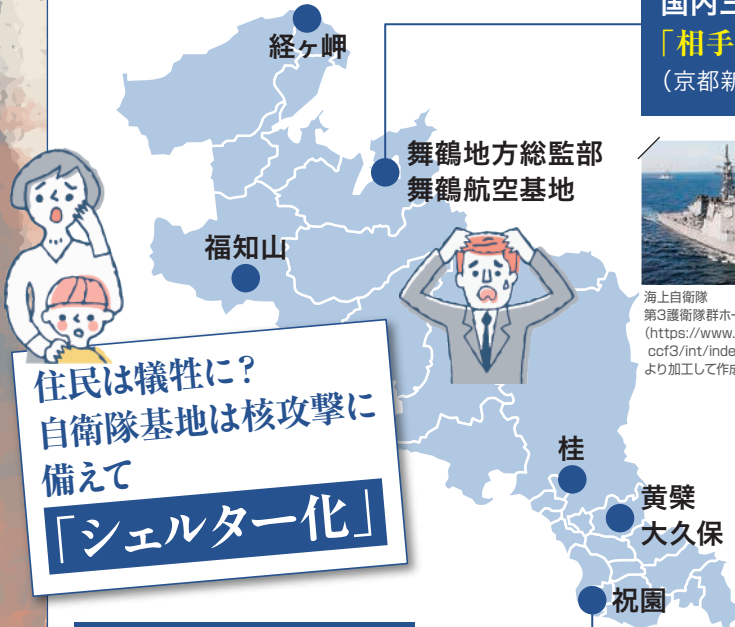 国内
「相手
(京都新
経ヶ岬
舞鶴地方総監部
舞鶴航空基地
福知山
海上自衛隊
第3護衛隊群ホー
(https://www.
ccf3/int/inde
より加工して作成
住民は犠牲に?
自衛隊基地は核攻撃に
備えて
「シェルター化」
桂
黄檗
大久保
祝園